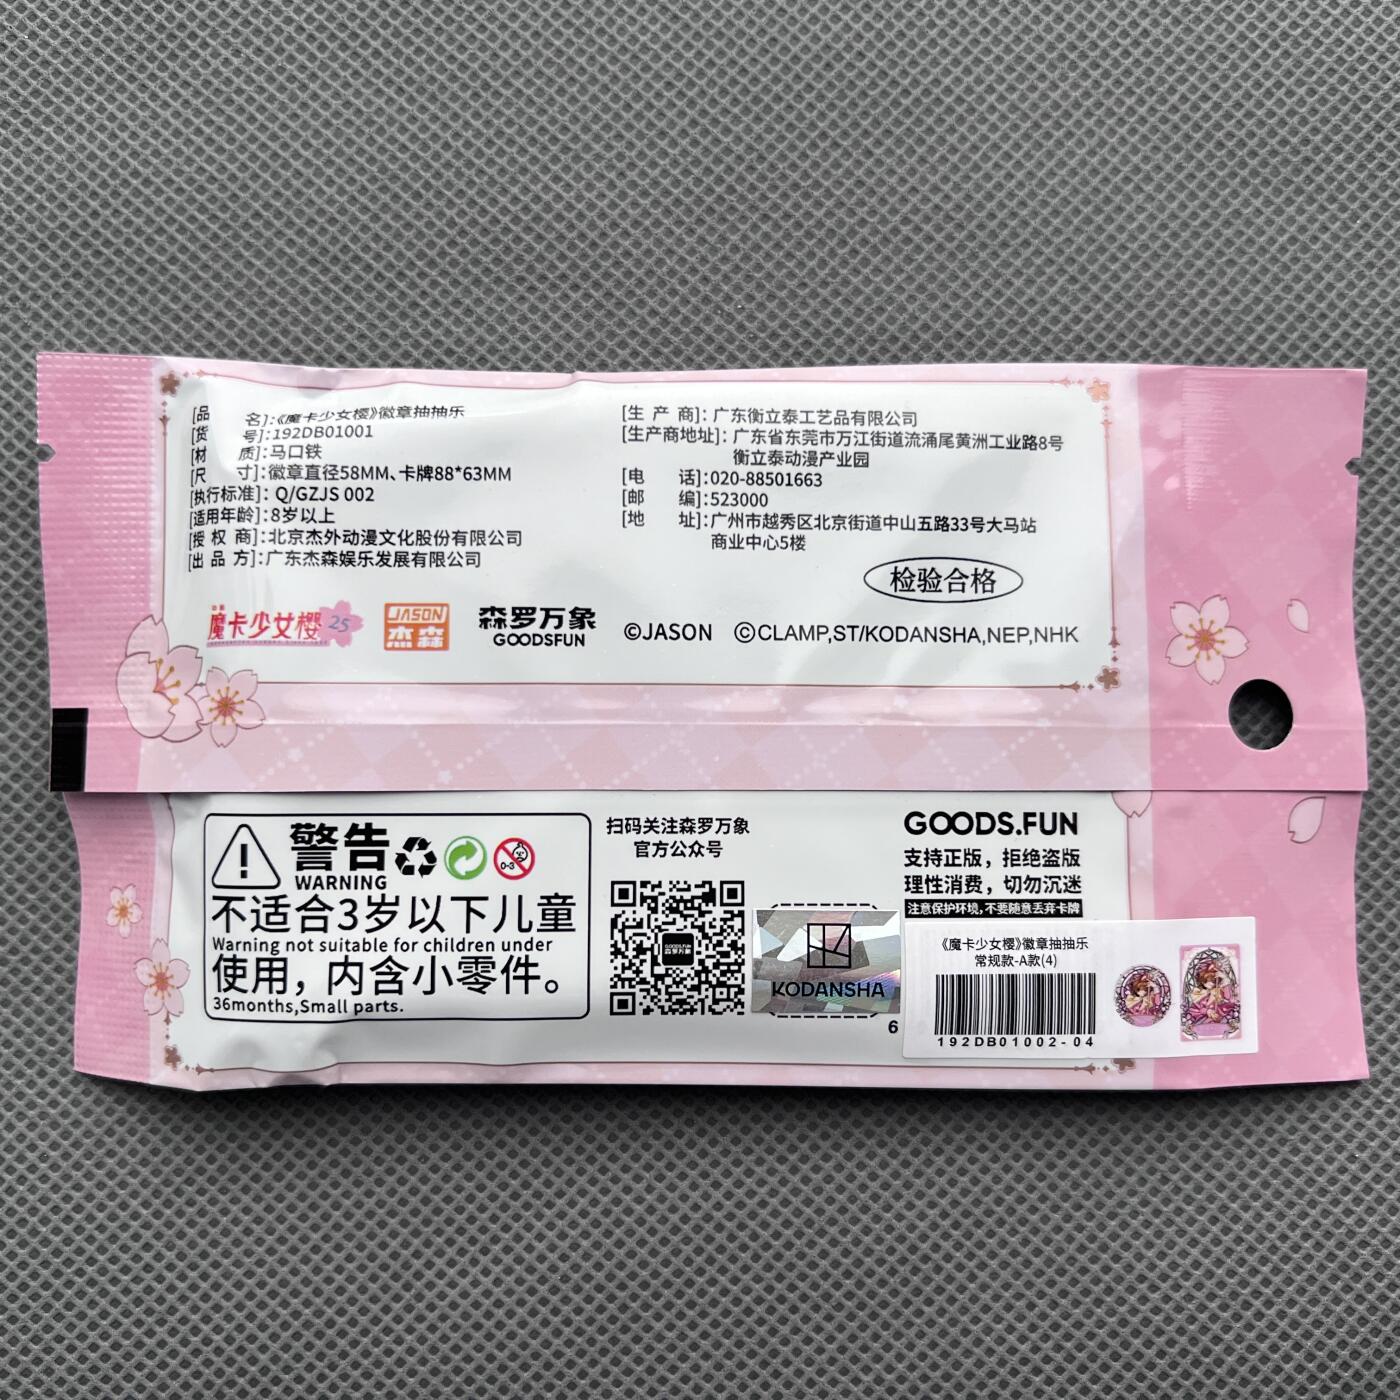 [品 名]:《魔卡少女樱》徽章抽抽乐
[货 号]:192DB01001
[材 质]:马口铁
[尺 寸]:徽章直径58MM、卡牌88*63MM
[执行标准]: Q/GZJS 002
[适用年龄]:8岁以上
[授 权 商]:北京杰外动漫文化股份有限公司
[出 品 方]:广东杰森娱乐发展有限公司
[生 产 商]: 广东衡立泰工艺品有限公司
[生产商地址]: 广东省东莞市万江街道流涌尾黄洲工业路8号
衡立泰动漫产业园
[电 话]:020-88501663
[邮 编]:523000
[地 址]:广州市越秀区北京街道中山五路33号大马站
商业中心5楼
检验合格
魔卡少女樱 25
JASON
杰森
森罗万象
GOODSFUN
©JASON ©CLAMP,ST/KODANSHA,NEP,NHK
警告
WARNING
0-3
不适合3岁以下儿童
Warning not suitable for children under
使用，内含小零件。
36months,Small parts.
扫码关注森罗万象
官方公众号
GOODS.FUN
森罗万象
KODANSHA
6
GOODS.FUN
支持正版，拒绝盗版
理性消费，切勿沉迷
注意保护环境,不要随意丢弃卡牌
《魔卡少女樱》徽章抽抽乐
常规款-A款(4)
192DB01002-04